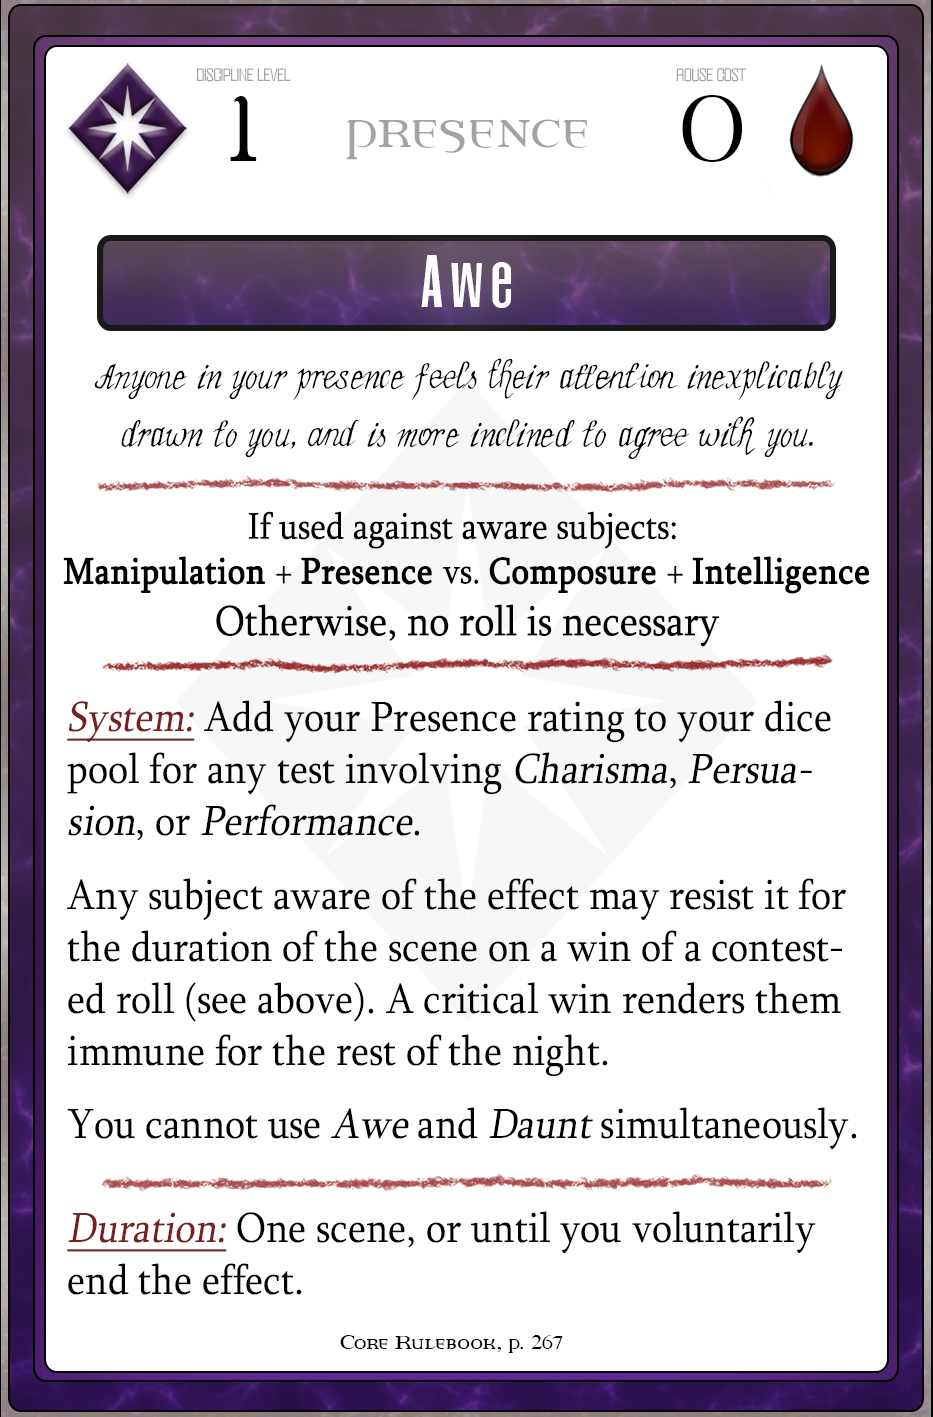 DISCIPLINE LEVEL
1
PRESENCE
ROUSE COST
0
Awe
Anyone in your presence feels their attention inexplicably
drawn to you, and is more inclined to agree with you.
If used against aware subjects:
Manipulation + Presence vs. Composure + Intelligence
Otherwise, no roll is necessary
System: Add your Presence rating to your dice
pool for any test involving Charisma, Persua-
sion, or Performance.
Any subject aware of the effect may resist it for
the duration of the scene on a win of a contest-
ed roll (see above). A critical win renders them
immune for the rest of the night.
You cannot use Awe and Daunt simultaneously.
Duration: One scene, or until you voluntarily
end the effect.
Core Rulebook, p. 267